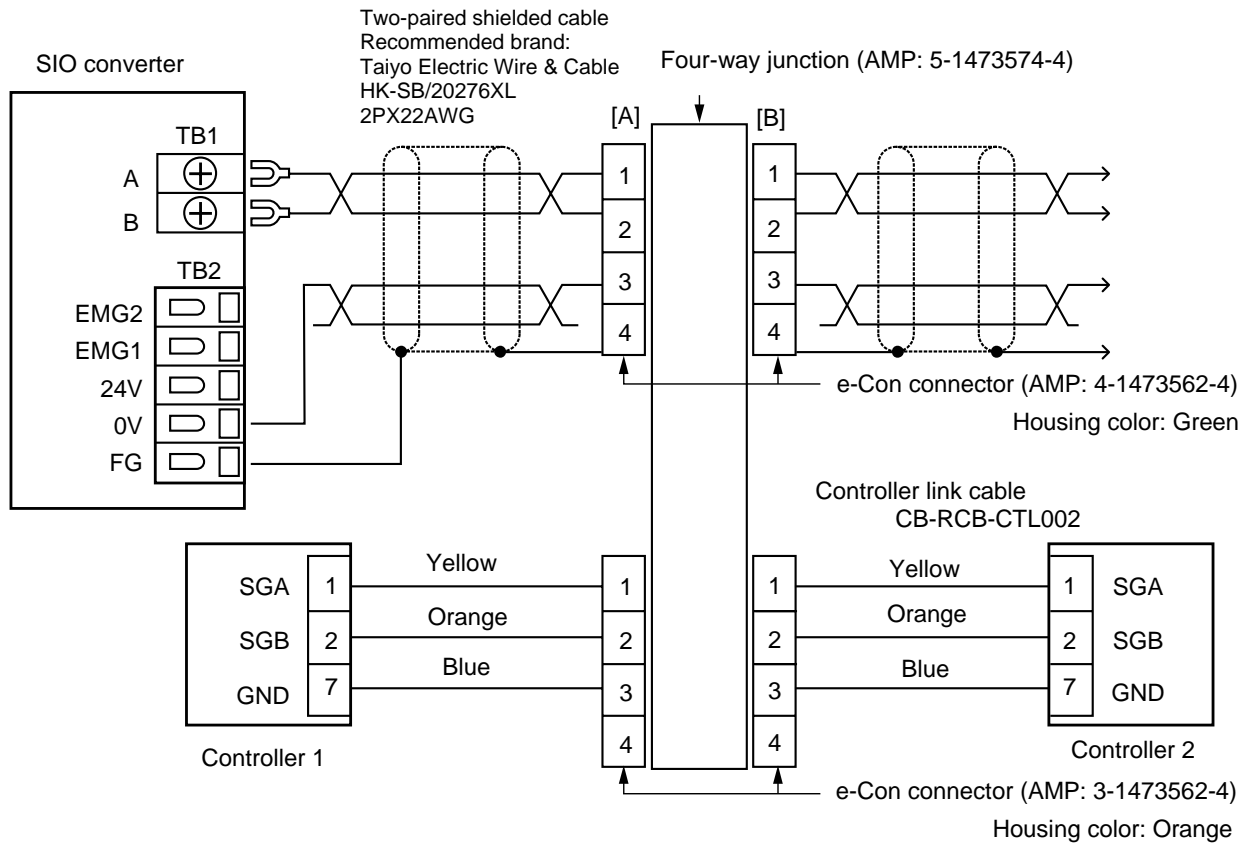 Two-paired shielded cable
Recommended brand:
Taiyo Electric Wire & Cable
HK-SB/20276XL
2PX22AWG
SIO converter
Four-way junction (AMP: 5-1473574-4)
[A]
[B]
TB1
A
B
TB2
EMG2
EMG1
24V
0V
FG
1
2
3
4
1
2
3
4
e-Con connector (AMP: 4-1473562-4)
Housing color: Green
Controller link cable
CB-RCB-CTL002
SGA
1
Yellow
SGB
2
Orange
GND
7
Blue
Controller 1
1
2
3
4
1
2
3
4
Yellow
1
SGA
Orange
2
SGB
Blue
7
GND
Controller 2
e-Con connector (AMP: 3-1473562-4)
Housing color: Orange